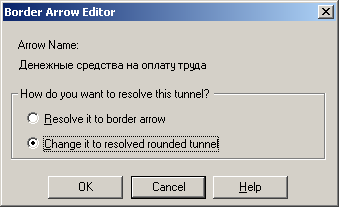 Border Arrow Editor
Arrow Name:
Денежные средства на оплату труда
How do you want to resolve this tunnel?
Resolve it to border arrow
Change it to resolved rounded tunnel
OK Cancel Help